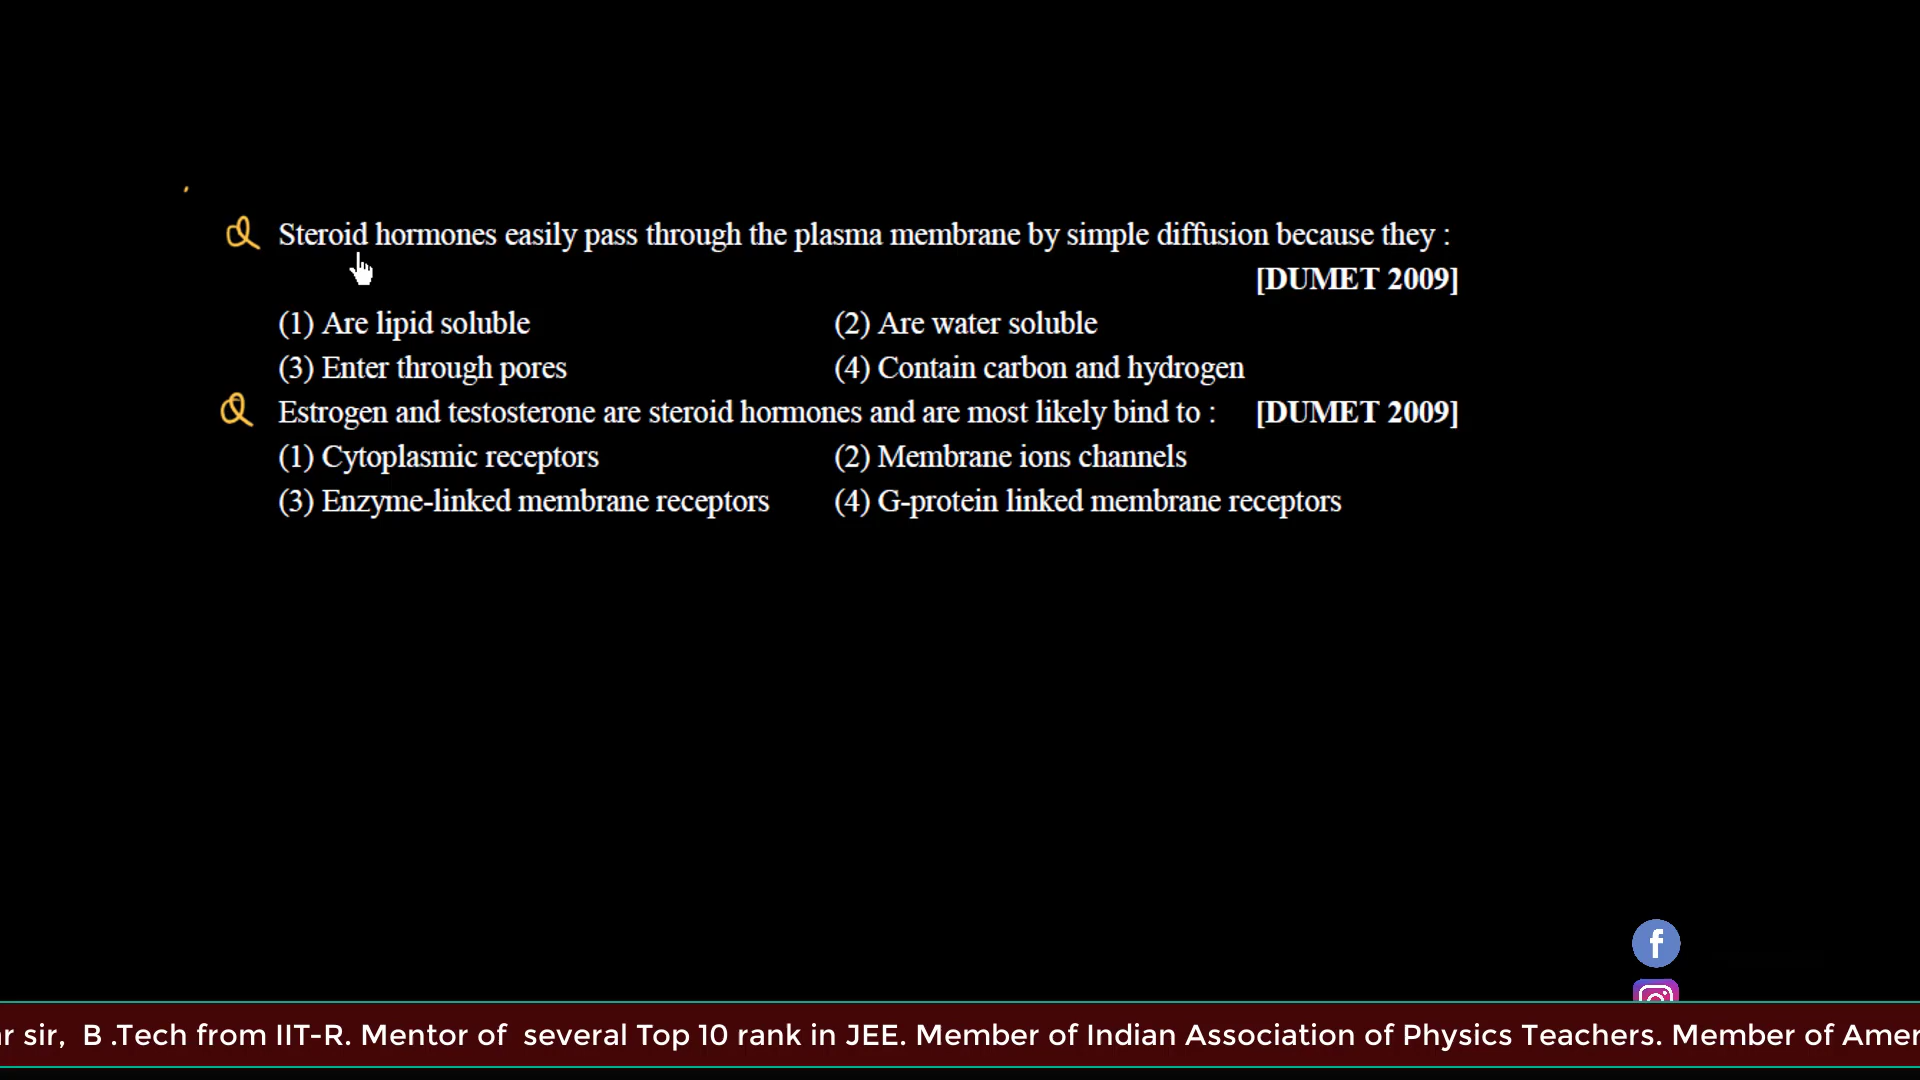 Q Steroid hormones easily pass through the plasma membrane by simple diffusion because they :
[DUMET 2009]
(1) Are lipid soluble (2) Are water soluble
(3) Enter through pores (4) Contain carbon and hydrogen
Q Estrogen and testosterone are steroid hormones and are most likely bind to : [DUMET 2009]
(1) Cytoplasmic receptors (2) Membrane ions channels
(3) Enzyme-linked membrane receptors (4) G-protein linked membrane receptors
f
r sir, B .Tech from IIT-R. Mentor of several Top 10 rank in JEE. Member of Indian Association of Physics Teachers. Member of Amer